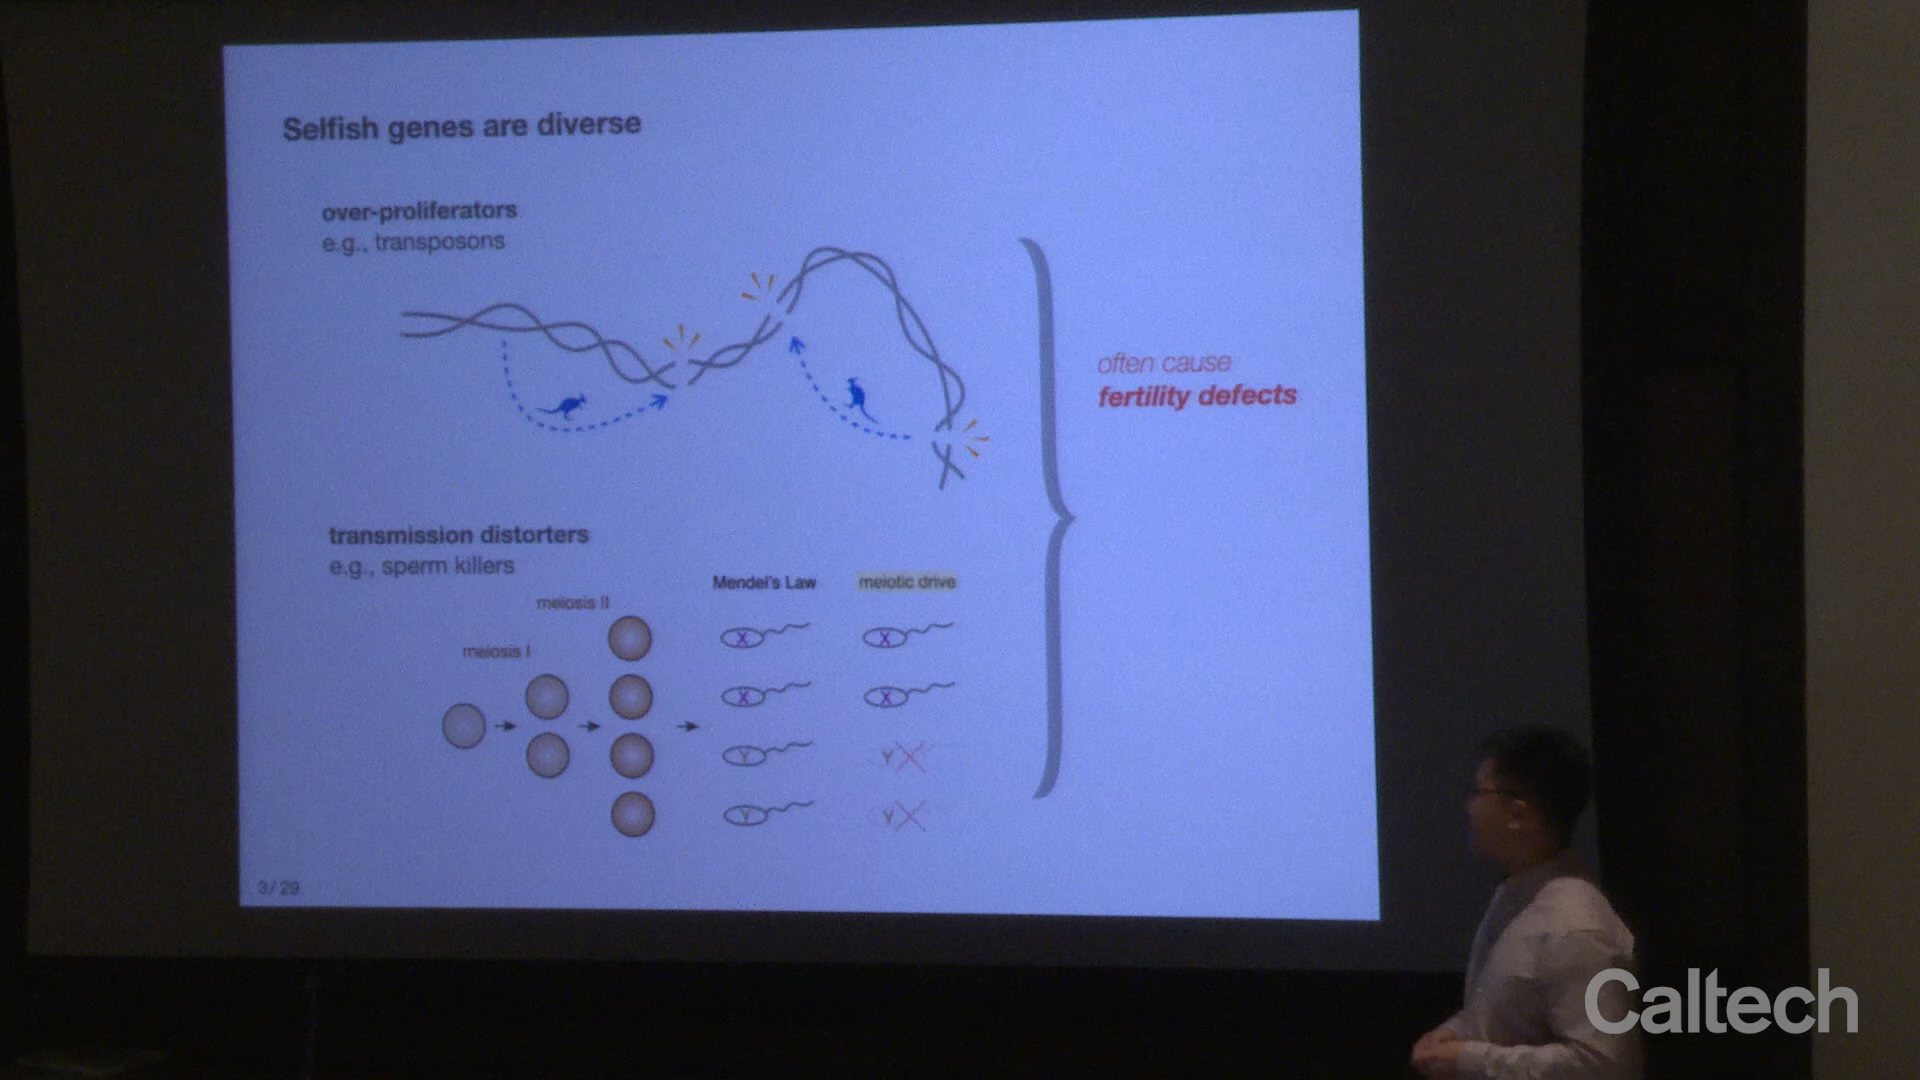 Selfish genes are diverse
over-proliferators
e.g., transposons
often cause
fertility defects
transmission distorters
e.g., sperm killers
Mendel's Law
meiotic drive
meiosis II
meiosis I
X
X
X
X
Y
Y
Y
Y
3 / 29
Caltech